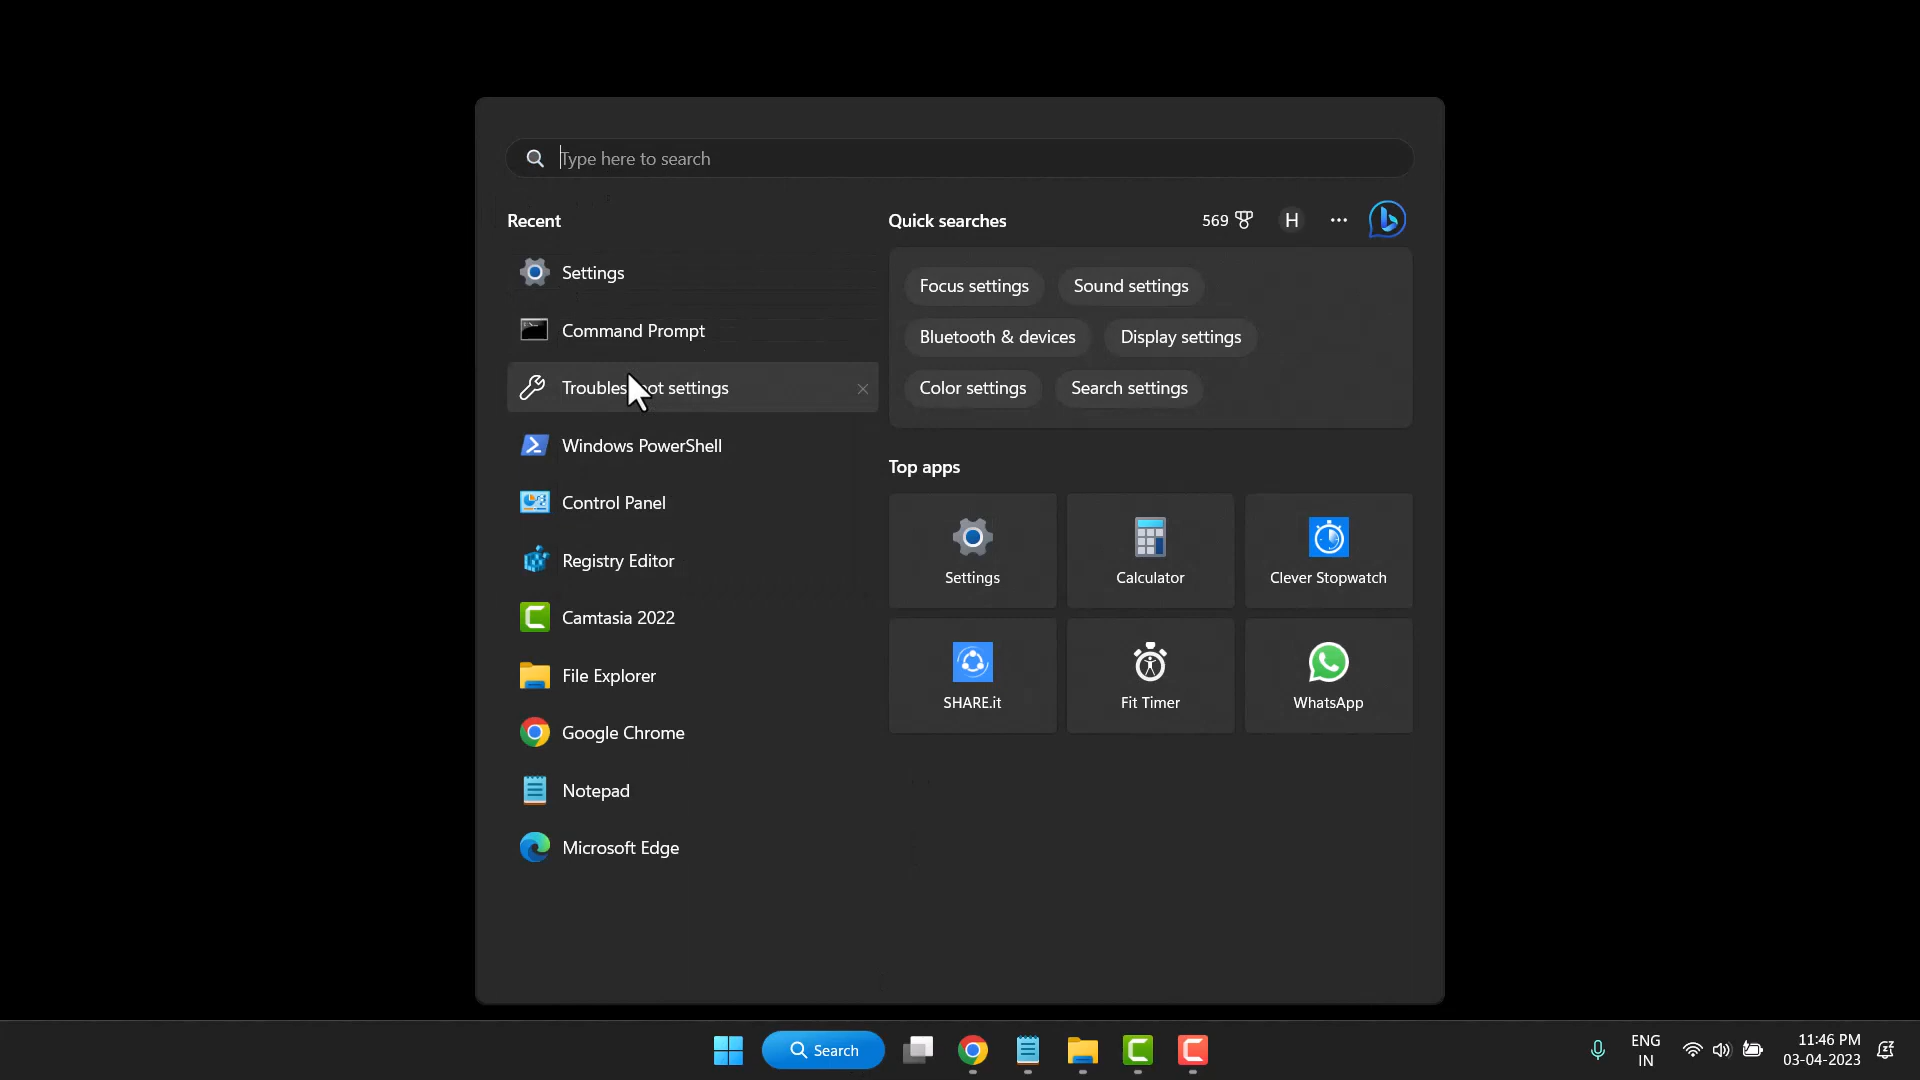 Type here to search
Recent
Settings
Command Prompt
Troubleshoot settings
Windows PowerShell
Control Panel
Registry Editor
Camtasia 2022
File Explorer
Google Chrome
Notepad
Microsoft Edge
Quick searches
569
H
Focus settings
Sound settings
Bluetooth & devices
Display settings
Color settings
Search settings
Top apps
Settings
Calculator
Clever Stopwatch
SHARE.it
Fit Timer
WhatsApp
Search
ENG
IN
11:46 PM
03-04-2023